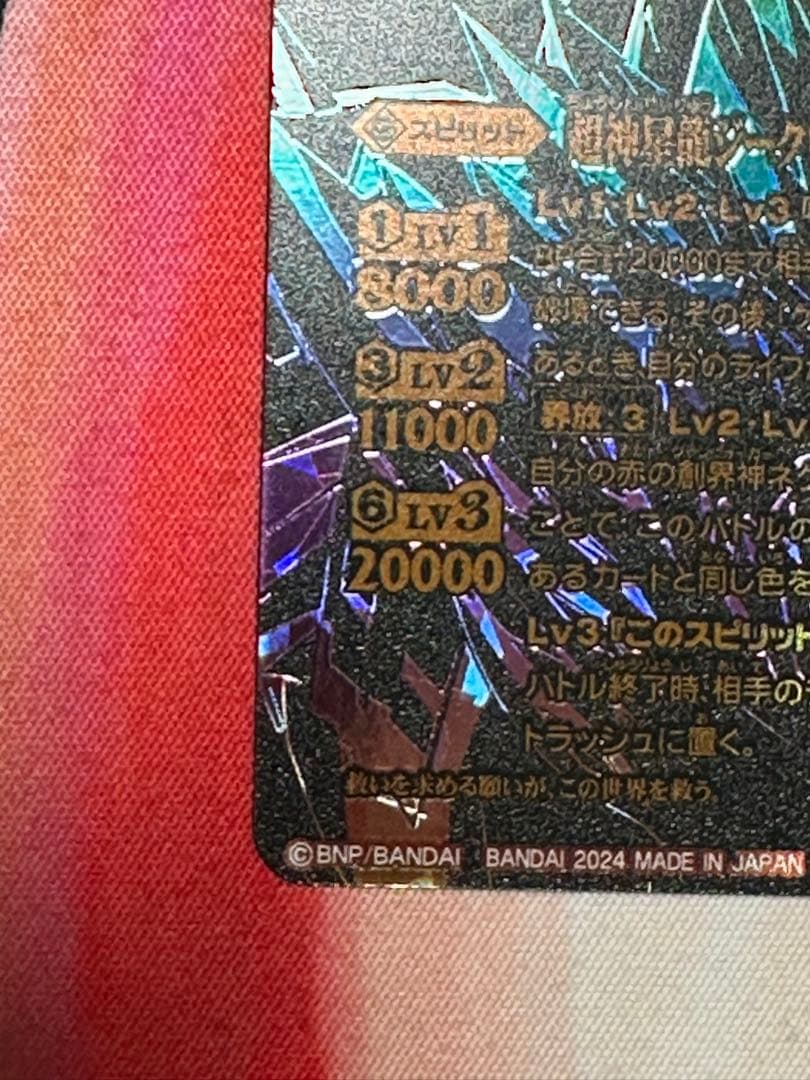 スピリット
超神星龍ジーク
① LV1
8000
Lv1・Lv2・Lv3
BP合計20000まで相
破壊できる。その後、
③ LV2
11000
あるとき、自分のライフ
界放:3 Lv2・Lv
自分の赤の創界神ネ
⑥ LV3
20000
ことで、このバトルの
あるカードと同じ色を
Lv3『このスピリット
バトル終了時、相手の
トラッシュに置く。
救いを求める願いが、この世界を救う。
©BNP/BANDAI BANDAI 2024 MADE IN JAPAN